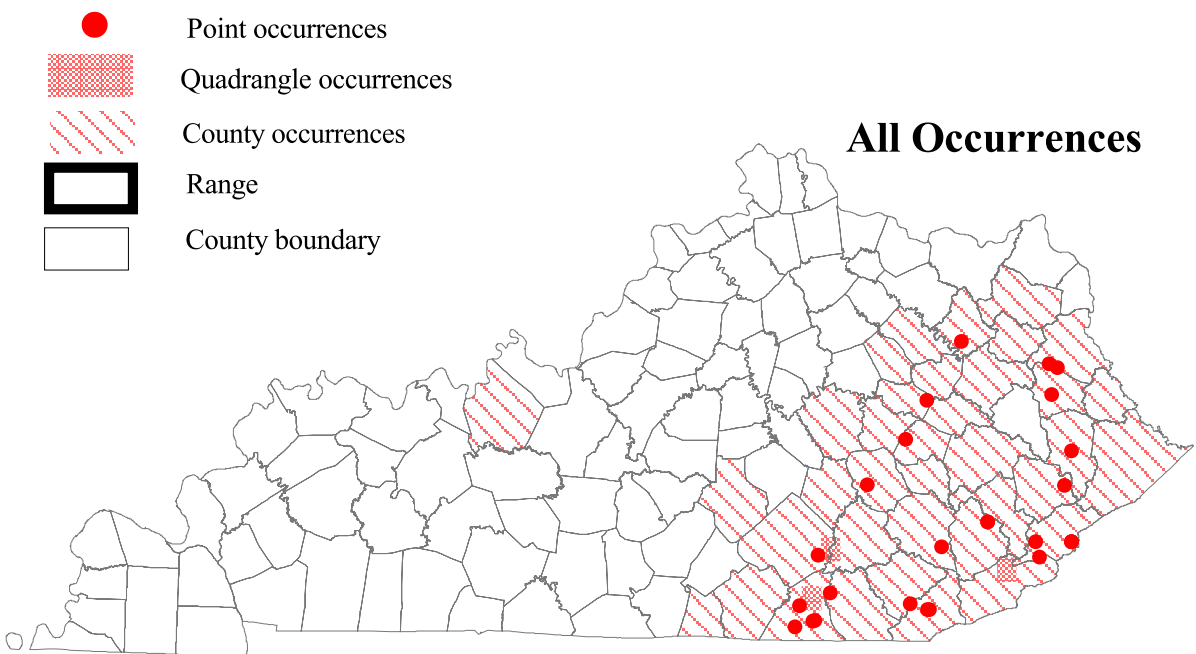 Point occurrences
Quadrangle occurrences
County occurrences
Range
County boundary
All Occurrences